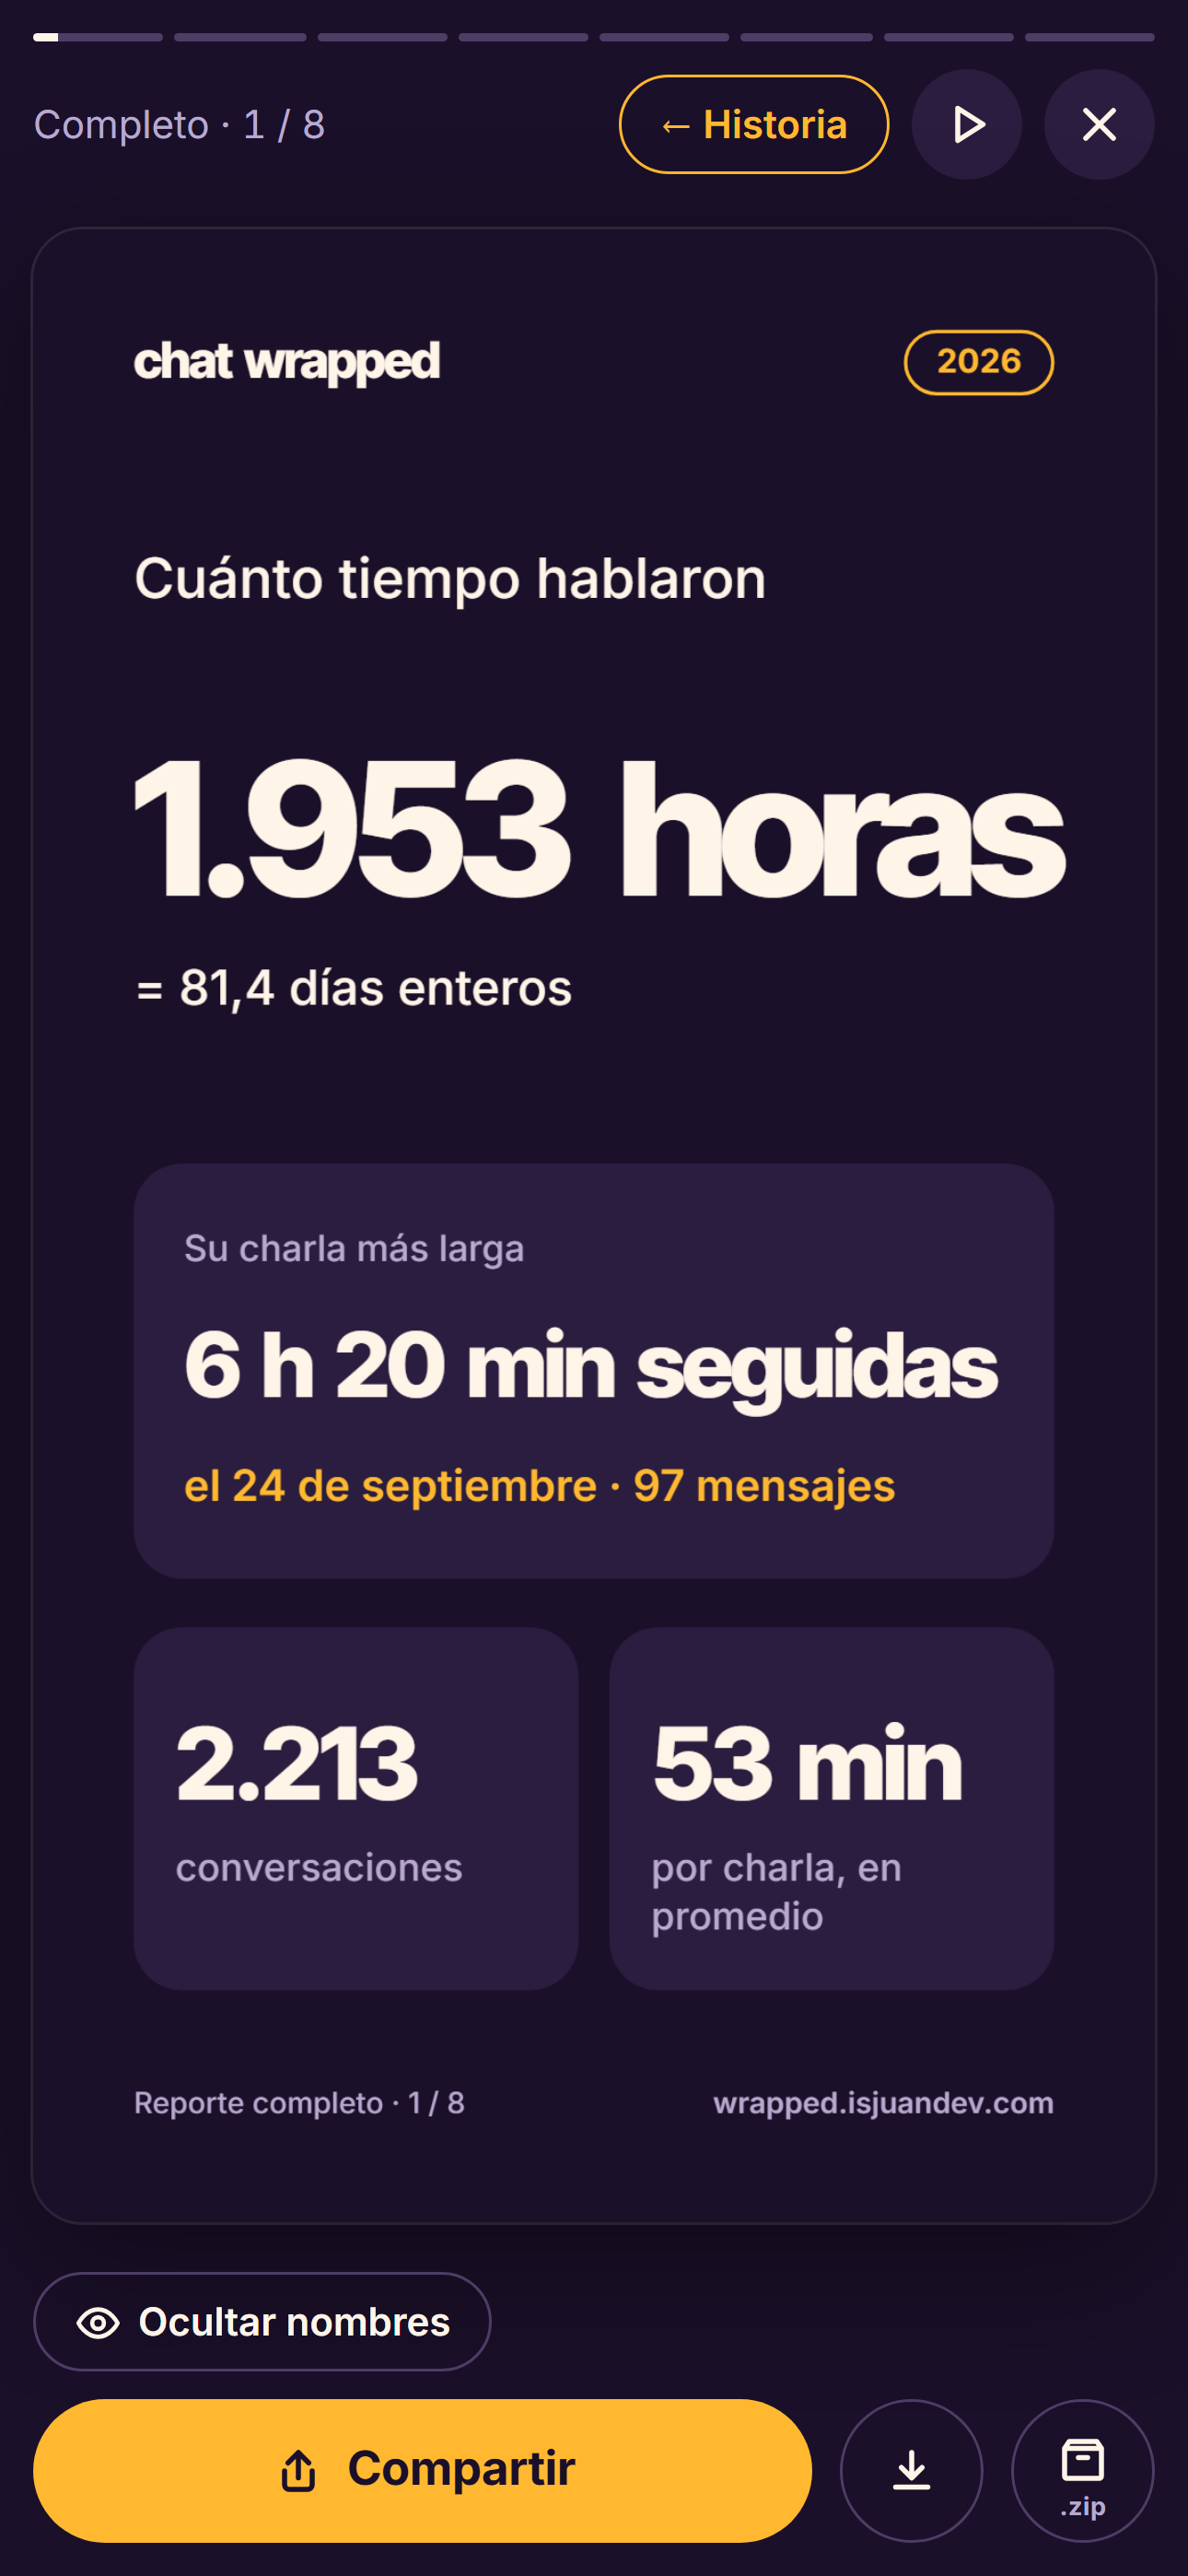 Completo · 1 / 8
← Historia
chat wrapped
2026
Cuánto tiempo hablaron
1.953 horas
= 81,4 días enteros
Su charla más larga
6 h 20 min seguidas
el 24 de septiembre · 97 mensajes
2.213
conversaciones
53 min
por charla, en
promedio
Reporte completo · 1 / 8
wrapped.isjuandev.com
Ocultar nombres
Compartir
.zip